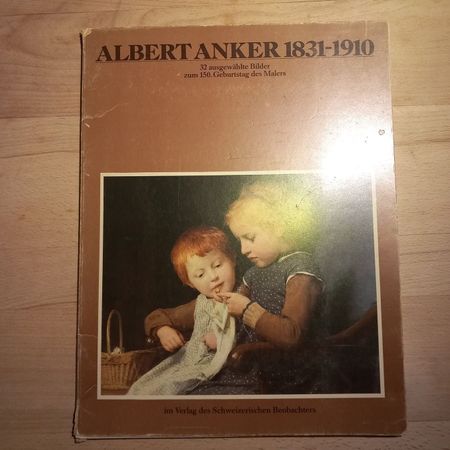 ALBERT ANKER 1831-1910
32 ausgewählte Bilder
zum 150. Geburtstag des Malers
im Verlag des Schweizerischen Beobachters